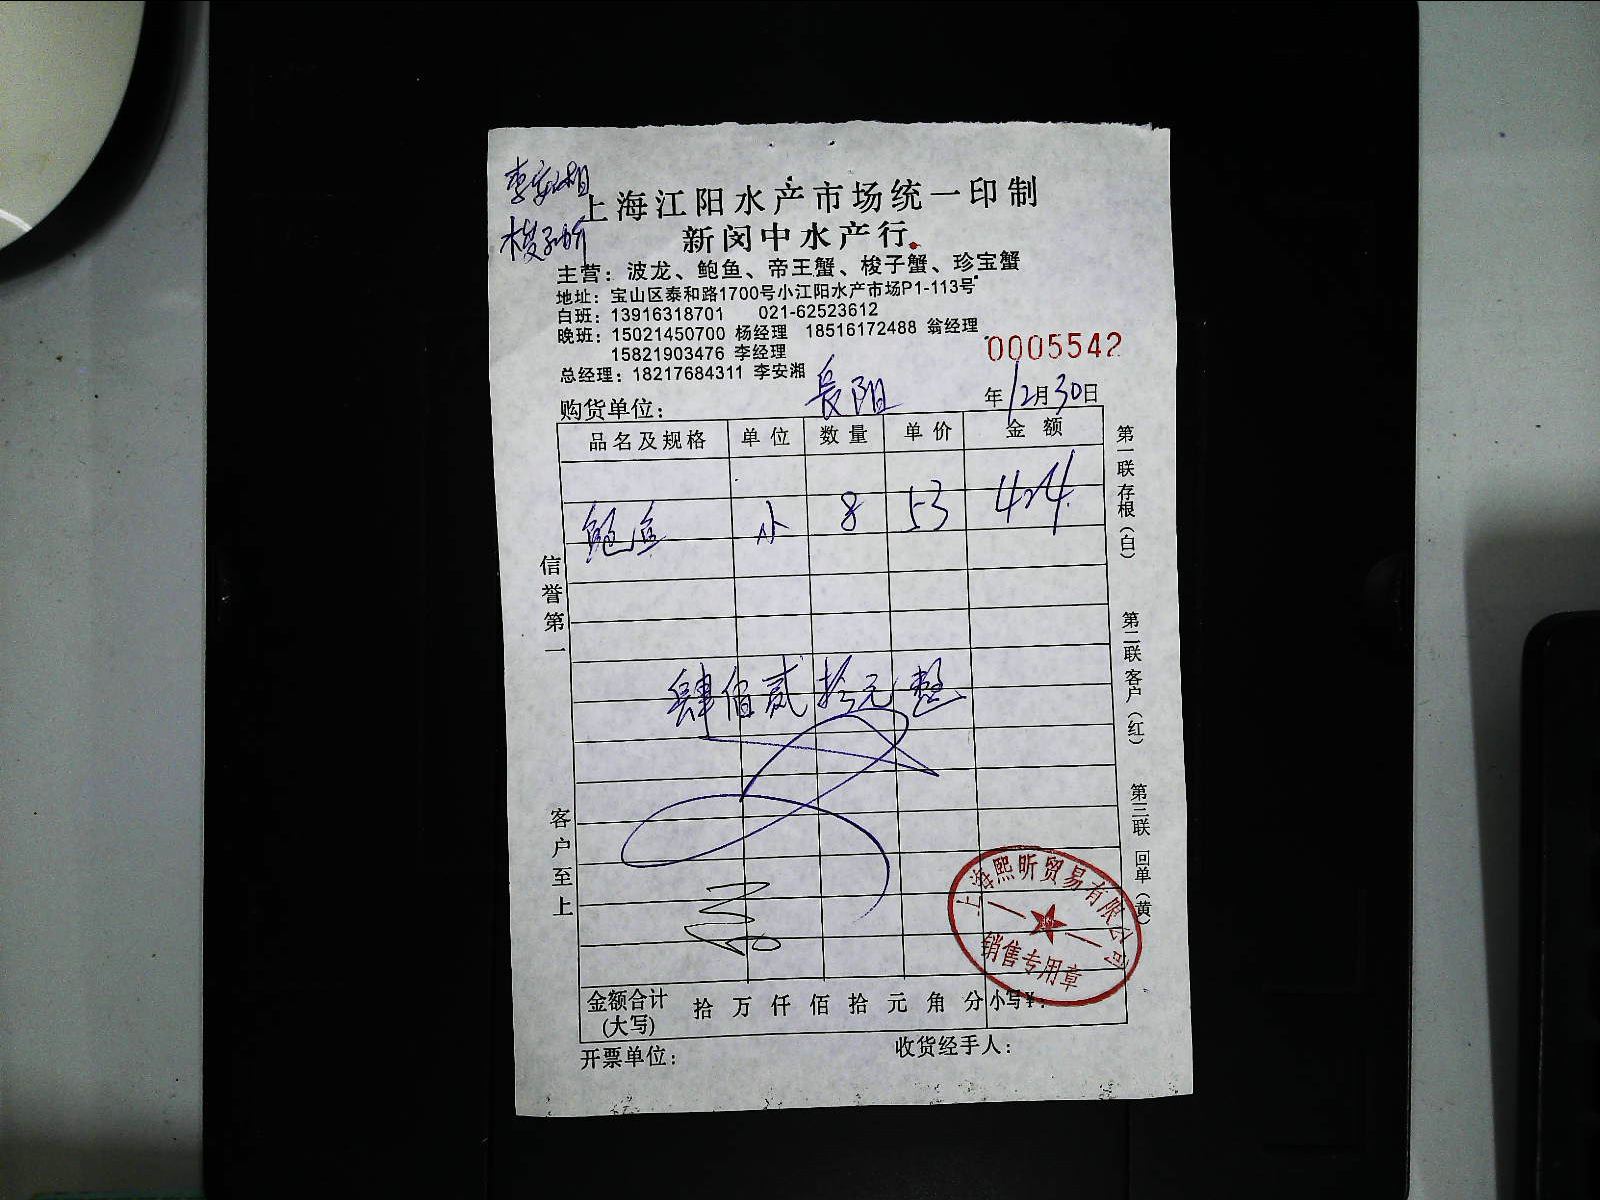 李安湘
上海江阳水产市场统一印制
梭子蟹
新闵中水产行
主营：波龙、鲍鱼、帝王蟹、梭子蟹、珍宝蟹
地址：宝山区泰和路1700号小江阳水产市场P1-113号
白班：13916318701 021-62523612
晚班：15021450700 杨经理 18516172488 翁经理
15821903476 李经理
0005542
总经理：18217684311 李安湘
购货单位： 長阳 年12月30日
品名及规格 单位 数量 单价 金额
鲍鱼 小 8 53 424
肆佰贰拾元整
信誉第一
客户至上
第一联存根（白）
第二联客户（红）
第三联回单（黄）
上海熙昕贸易有限公司
销售专用章
金额合计（大写） 拾万仟佰拾元角分 小写¥：
开票单位： 收货经手人：